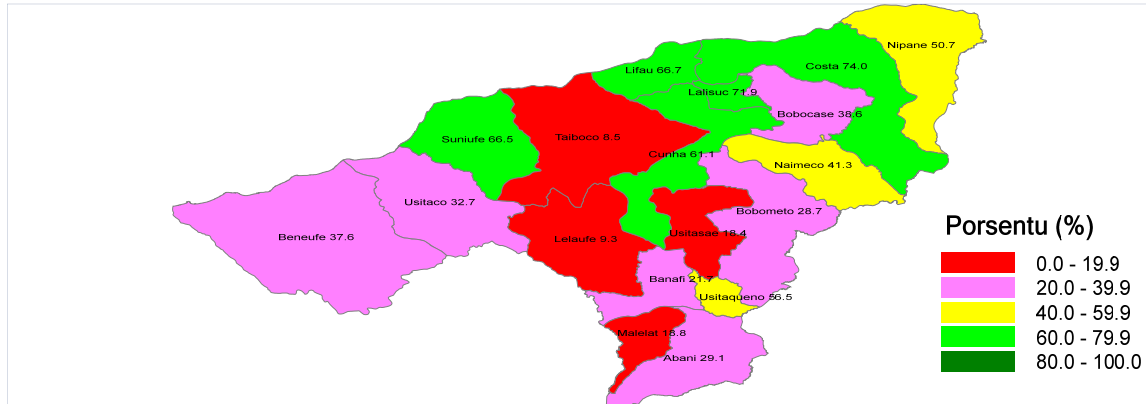 Nipane 50.7
Lifau 66.7
Costa 74.0
Lalisuc 71.9
Bobocase 38.6
Suniufe 66.5
Taiboco 8.5
Cunha 61.1
Naimeco 41.3
Usitaco 32.7
Bobometo 28.7
Beneufe 37.6
Lelaufe 9.3
Usitasae 18.4
Banafi 21.7
Usitaqueno 56.5
Malelat 18.8
Abani 29.1
Porsentu (%)
0.0 - 19.9
20.0 - 39.9
40.0 - 59.9
60.0 - 79.9
80.0 - 100.0